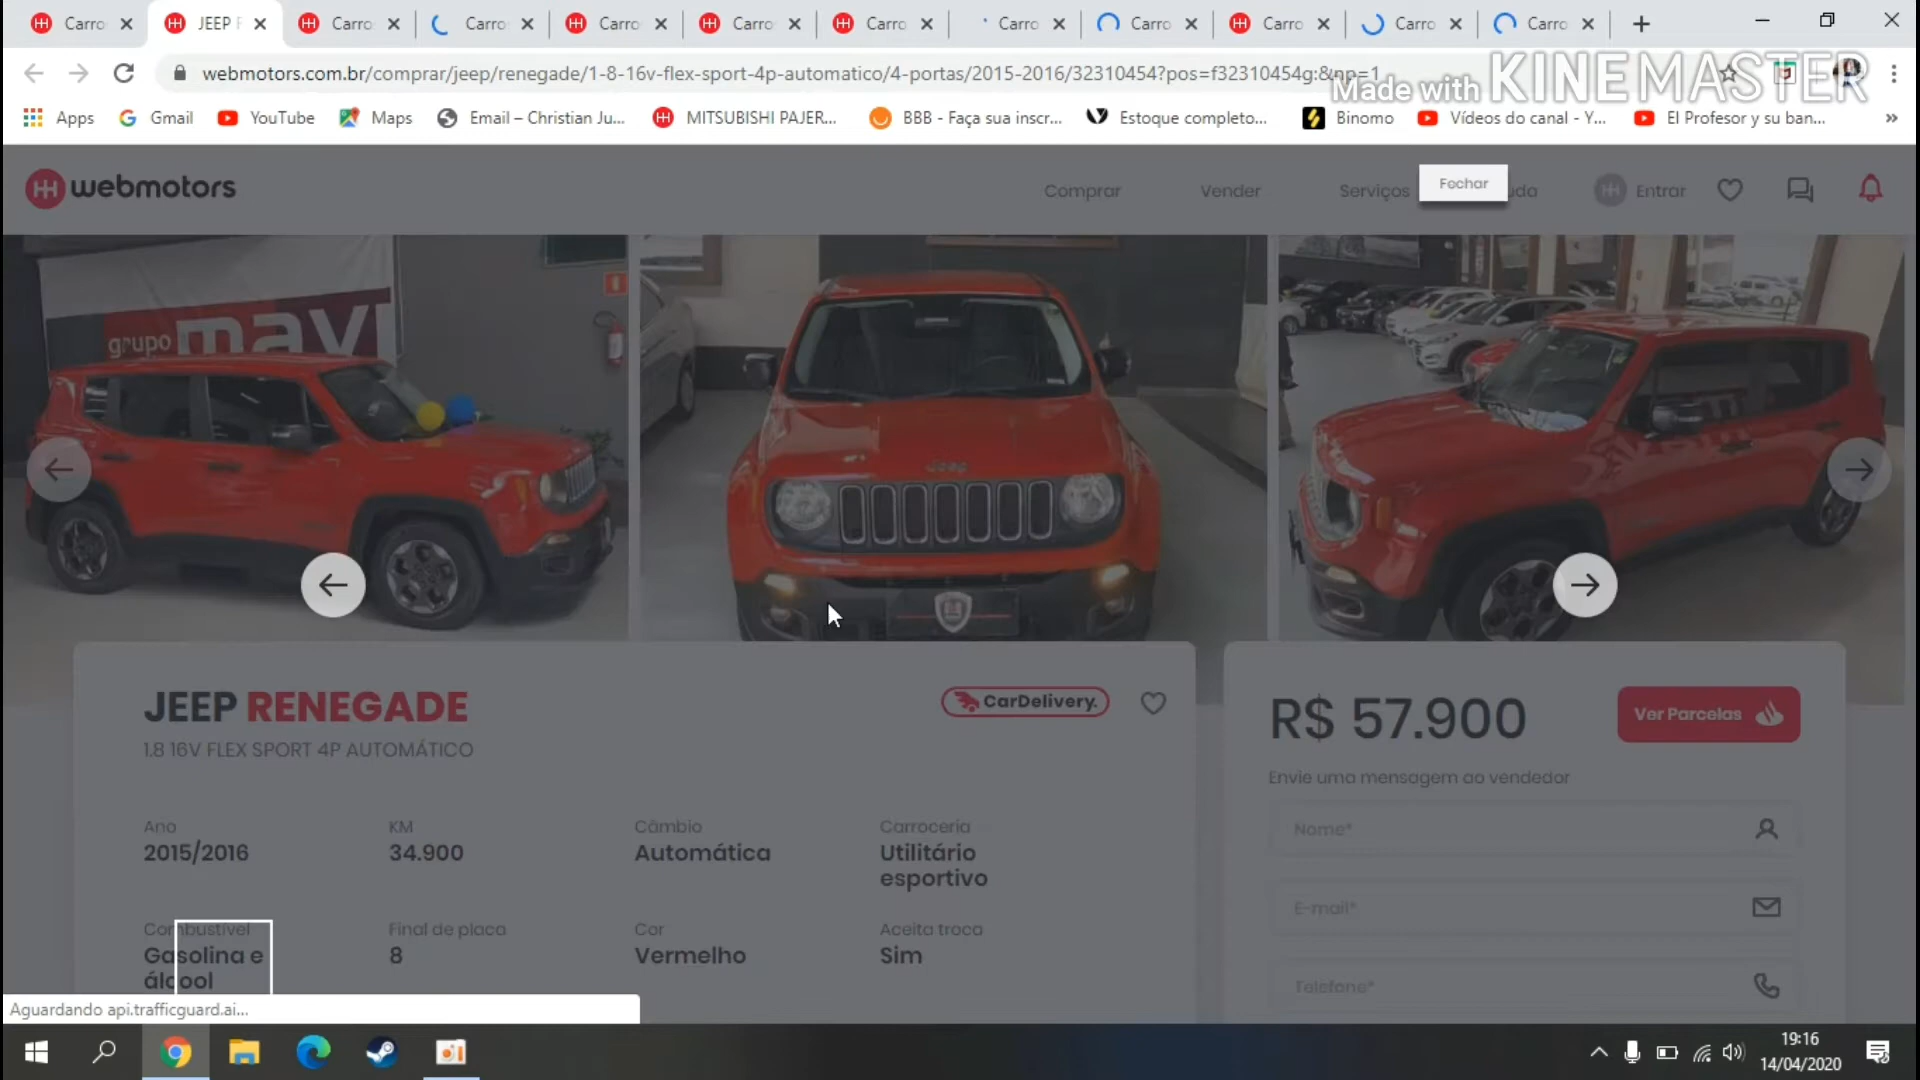 Carro JEEP R Carro Carro Carro Carro Carro Carro Carro Carro Carro Carro
webmotors.com.br/comprar/jeep/renegade/1-8-16v-flex-sport-4p-automatico/4-portas/2015-2016/32310454?pos=f32310454g:&np=1
Made with KINEMASTER
Apps Gmail YouTube Maps Email – Christian Ju... MITSUBISHI PAJER... BBB - Faça sua inscr... Estoque completo... Binomo Vídeos do canal - Y... El Profesor y su ban... »
webmotors Comprar Vender Serviços Fechar uda Entrar
grupo mavi
Jeep
JEEP RENEGADE CarDelivery.
1.8 16V FLEX SPORT 4P AUTOMÁTICO
R$ 57.900 Ver Parcelas
Envie uma mensagem ao vendedor
Ano KM Câmbio Carroceria
2015/2016 34.900 Automática Utilitário
esportivo
Nome*
E-mail*
Combustível Final de placa Cor Aceita troca
Gasolina e 8 Vermelho Sim
álcool
Telefone*
Aguardando api.trafficguard.ai...
19:16
14/04/2020